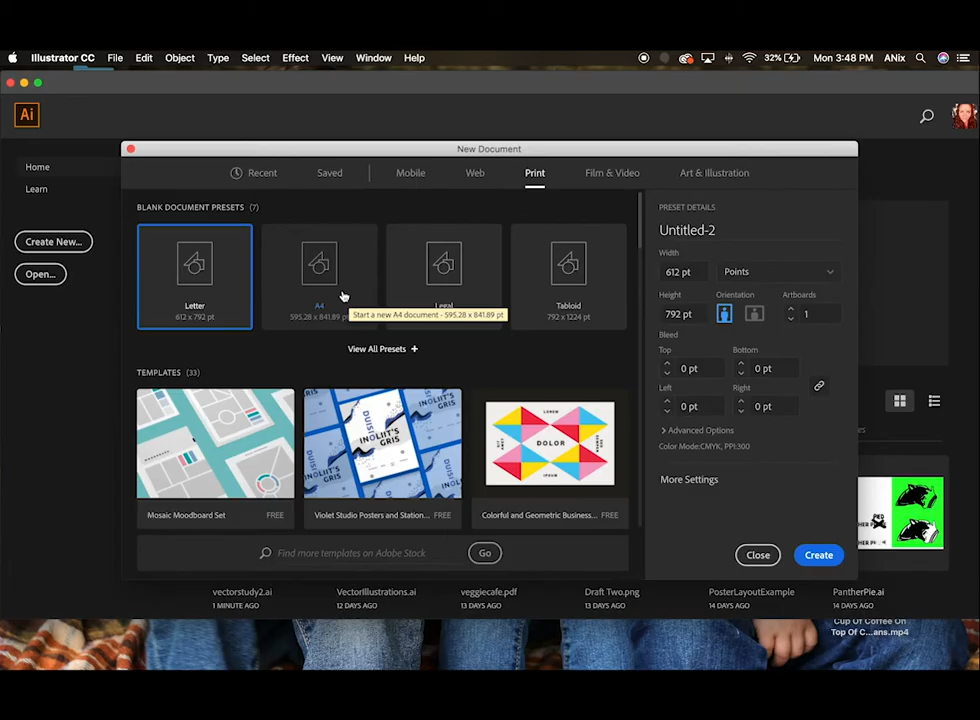 Illustrator CC File Edit Object Type Select Effect View Window Help 32% Mon 3:48 PM ANix
Ai
Home
Learn
Create New...
Open...
New Document
Recent Saved Mobile Web Print Film & Video Art & Illustration
BLANK DOCUMENT PRESETS (7)
Letter
612 x 792 pt
A4
595.28 x 841.89 pt
Legal
Start a new A4 document - 595.28 x 841.89 pt
Tabloid
792 x 1224 pt
View All Presets +
TEMPLATES (33)
DUISI
INOLIIT'S
GRIS
LOREM
DOLOR
IPSUM
Mosaic Moodboard Set FREE
Violet Studio Posters and Station... FREE
Colorful and Geometric Business... FREE
Find more templates on Adobe Stock Go
PRESET DETAILS
Untitled-2
Width
612 pt Points
Height Orientation Artboards
792 pt 1
Bleed
Top Bottom
0 pt 0 pt
Left Right
0 pt 0 pt
Advanced Options
Color Mode:CMYK, PPI:300
More Settings
Close Create
vectorstudy2.ai
1 MINUTE AGO
VectorIllustrations.ai
12 DAYS AGO
veggiecafe.pdf
13 DAYS AGO
Draft Two.png
13 DAYS AGO
PosterLayoutExample
14 DAYS AGO
PantherPie.ai
14 DAYS AGO
Cup Of Coffee On
Top Of C...ans.mp4